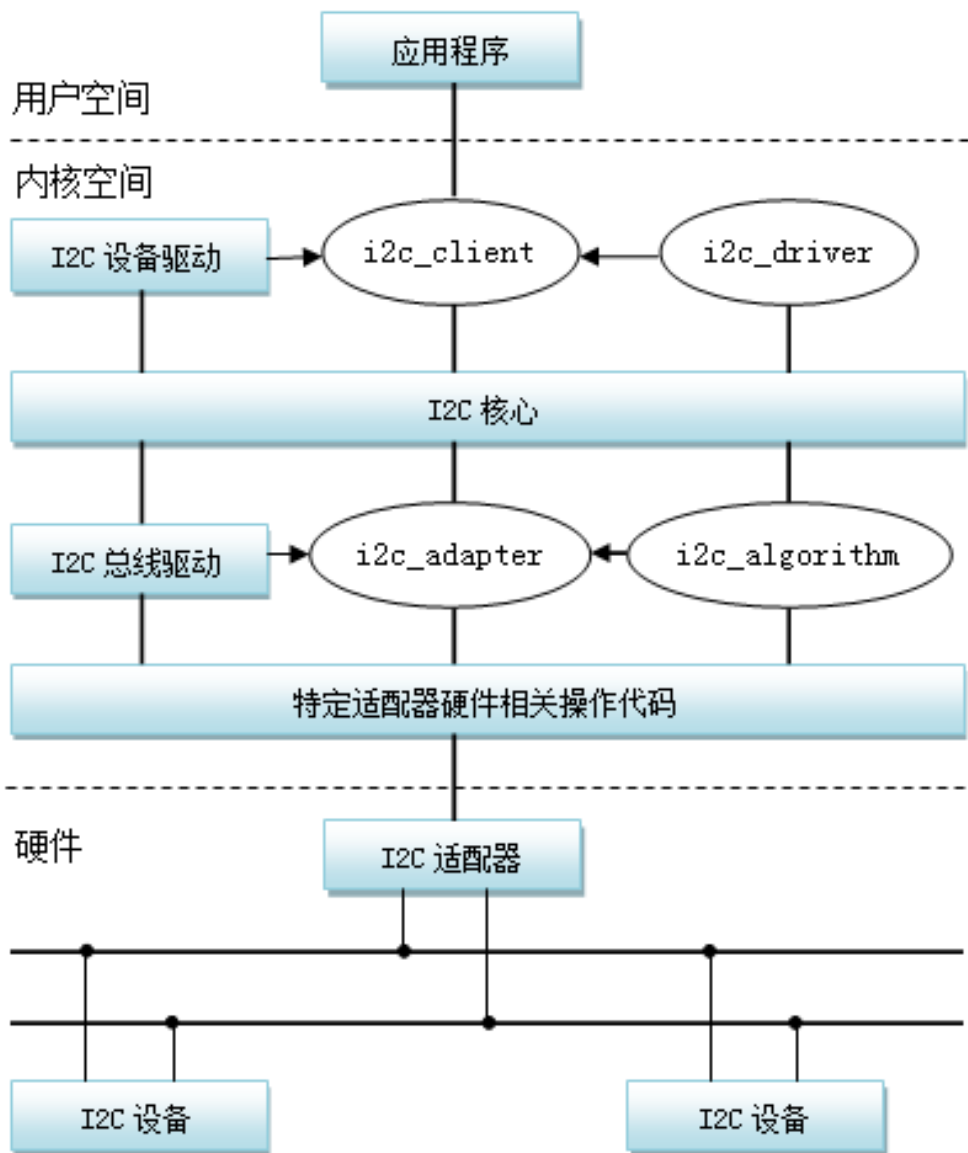 应用程序
用户空间
内核空间
I2C 设备驱动
i2c_client
i2c_driver
I2C 核心
I2C 总线驱动
i2c_adapter
i2c_algorithm
特定适配器硬件相关操作代码
硬件
I2C 适配器
I2C 设备
I2C 设备